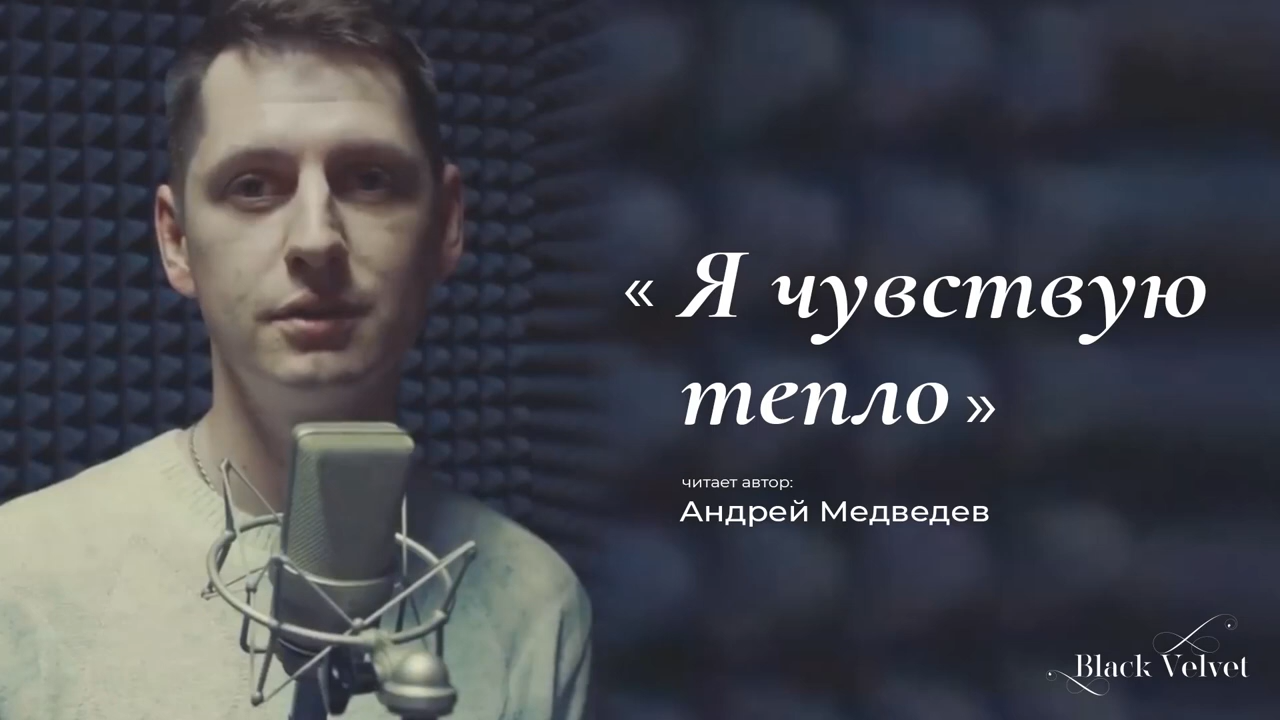 « Я чувствую
тепло »
читает автор:
Андрей Медведев
Black Velvet